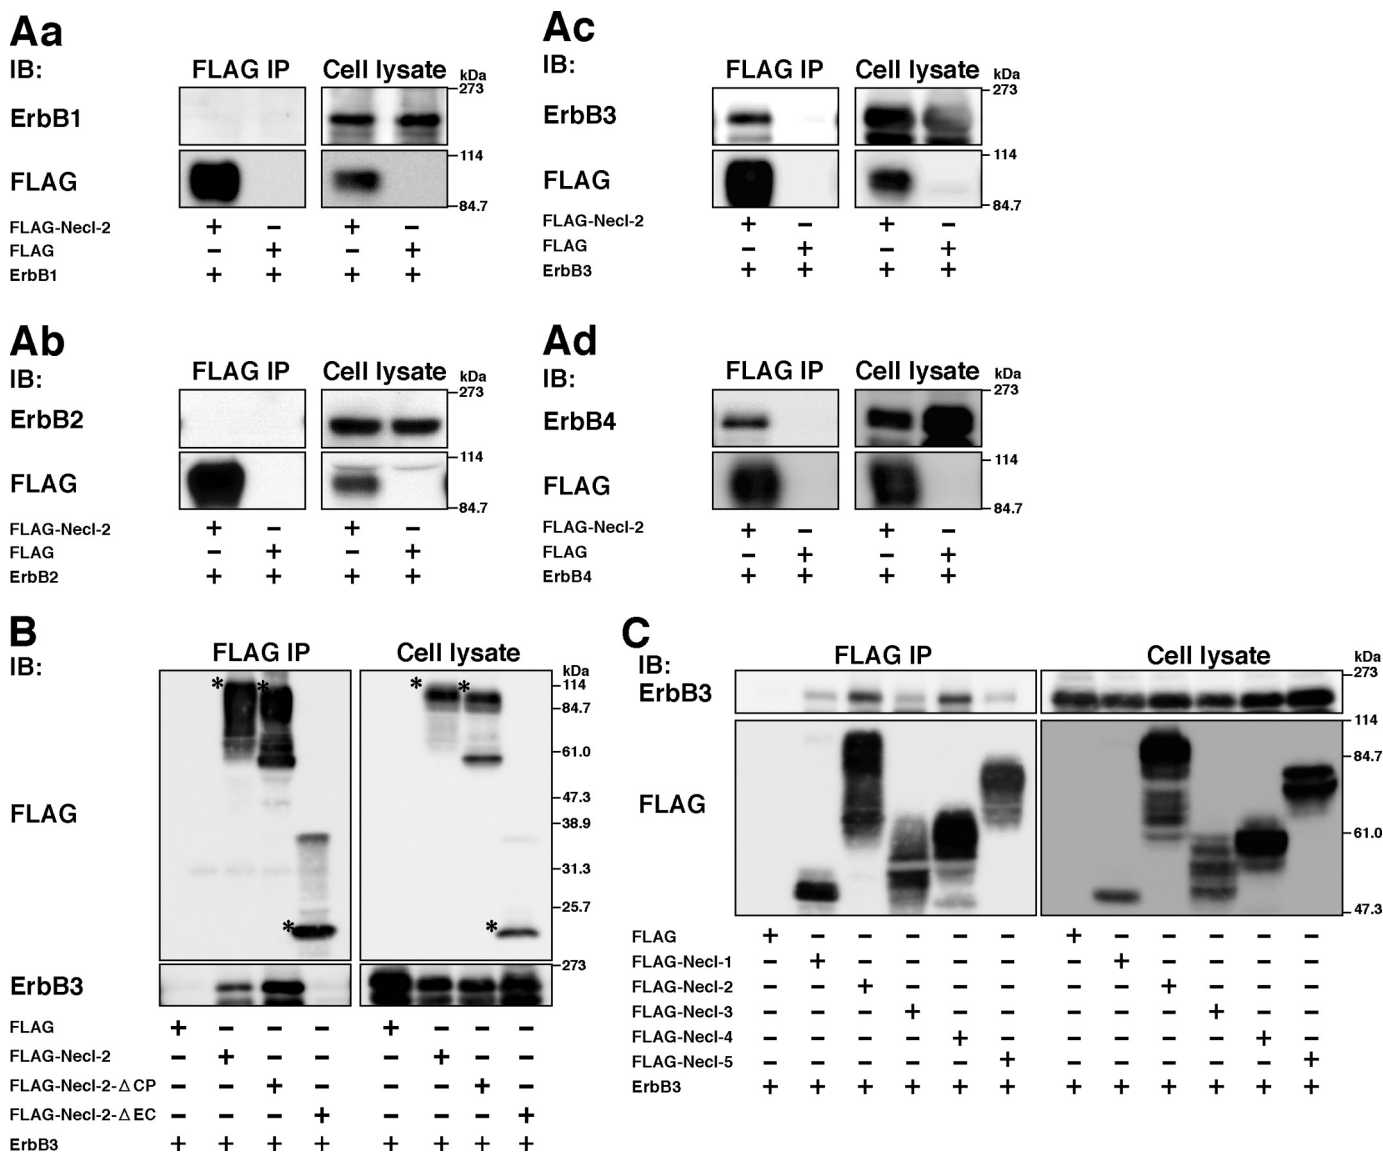 Aa
IB:
FLAG IP
Cell lysate
kDa
273
ErbB1
114
FLAG
84.7
FLAG-Necl-2 + − + −
FLAG − + − +
ErbB1 + + + +
Ac
IB:
FLAG IP
Cell lysate
kDa
273
ErbB3
114
FLAG
84.7
FLAG-Necl-2 + − + −
FLAG − + − +
ErbB3 + + + +
Ab
IB:
FLAG IP
Cell lysate
kDa
273
ErbB2
114
FLAG
84.7
FLAG-Necl-2 + − + −
FLAG − + − +
ErbB2 + + + +
Ad
IB:
FLAG IP
Cell lysate
kDa
273
ErbB4
114
FLAG
84.7
FLAG-Necl-2 + − + −
FLAG − + − +
ErbB4 + + + +
B
IB:
FLAG IP
Cell lysate
kDa
* * * *
114
84.7
61.0
47.3
FLAG
38.9
31.3
25.7
* *
273
ErbB3
FLAG + − − − + − − −
FLAG-Necl-2 − + − − − + − −
FLAG-Necl-2-ΔCP − − + − − − + −
FLAG-Necl-2-ΔEC − − − + − − − +
ErbB3 + + + + + + + +
C
IB:
FLAG IP
Cell lysate
kDa
273
ErbB3
114
84.7
FLAG
61.0
47.3
FLAG + − − − − − + − − − − −
FLAG-Necl-1 − + − − − − − + − − − −
FLAG-Necl-2 − − + − − − − − + − − −
FLAG-Necl-3 − − − + − − − − − + − −
FLAG-Necl-4 − − − − + − − − − − + −
FLAG-Necl-5 − − − − − + − − − − − +
ErbB3 + + + + + + + + + + + +